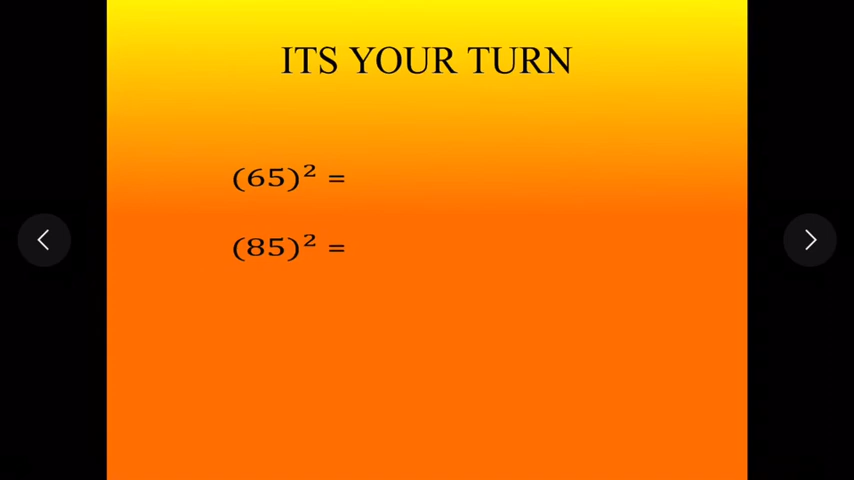 ITS YOUR TURN
(65)² =
(85)² =